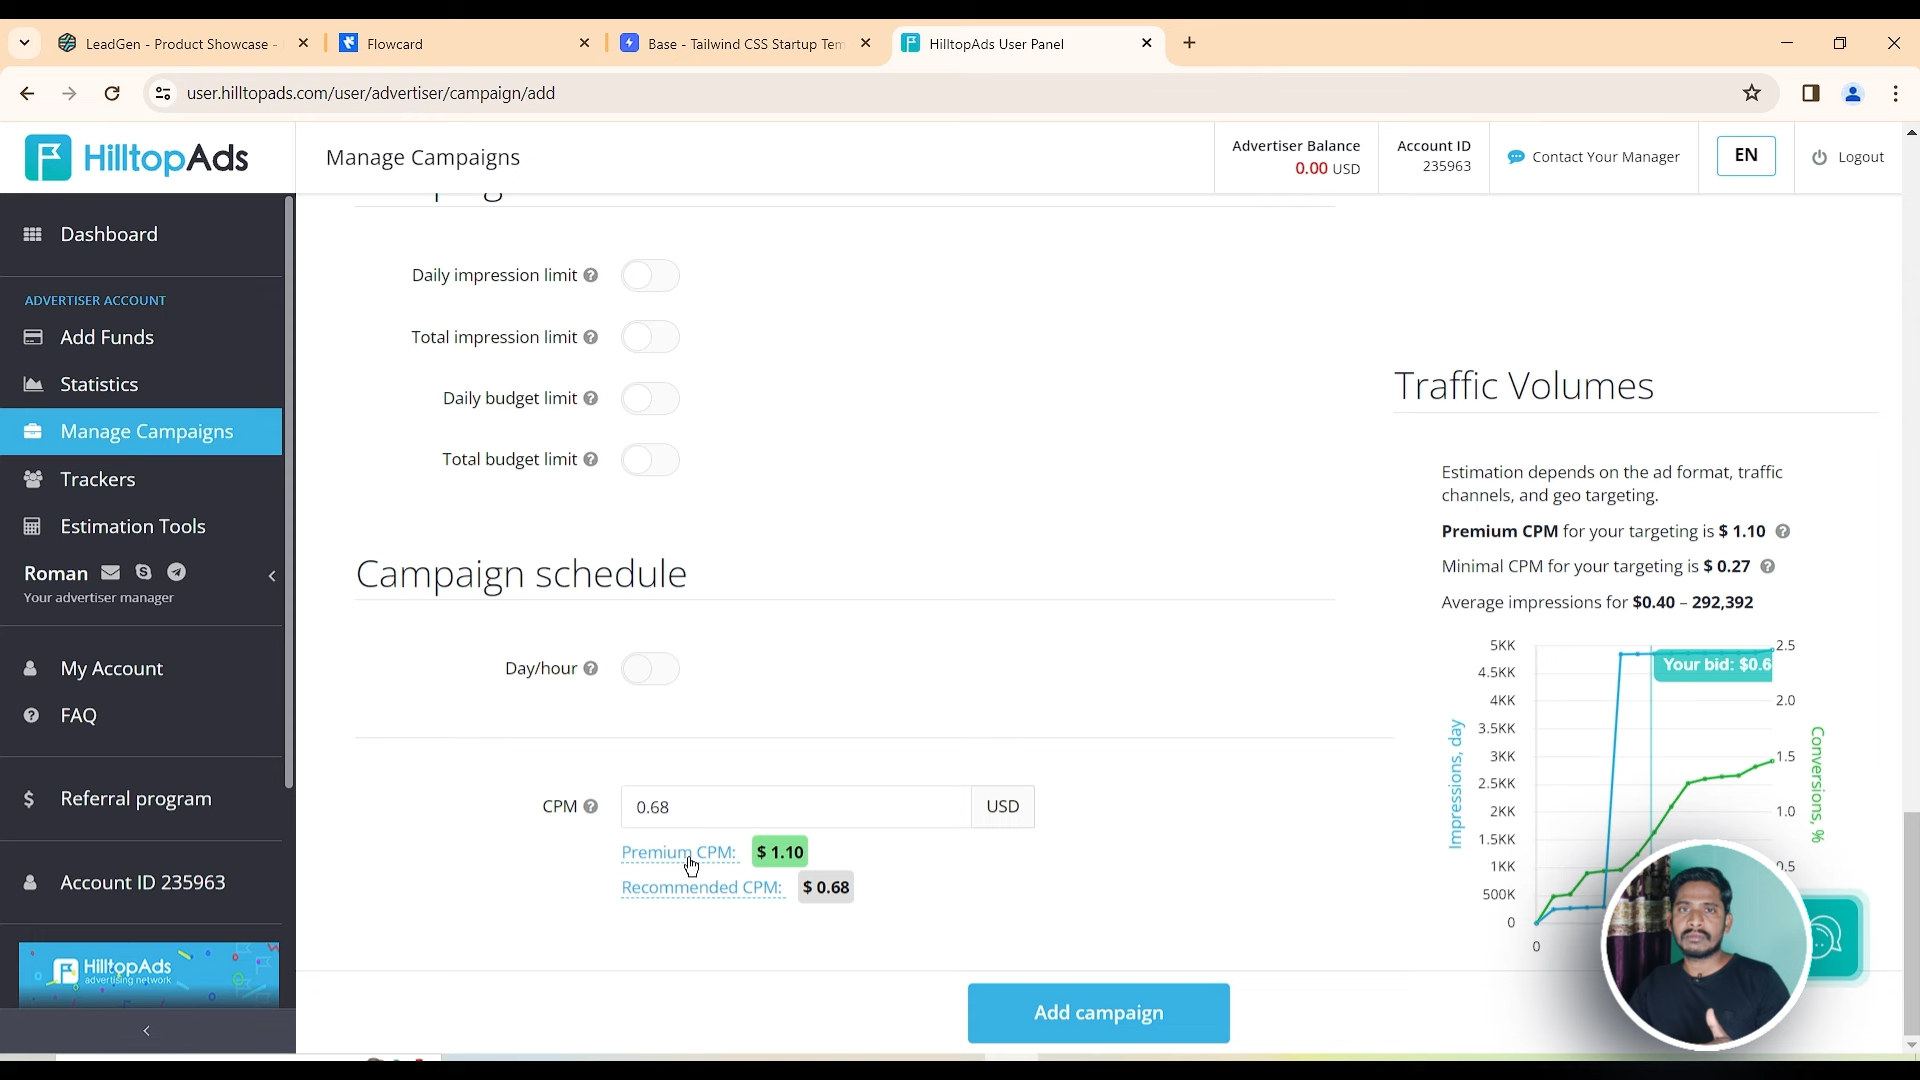 LeadGen - Product Showcase -
Flowcard
Base - Tailwind CSS Startup Tem
HilltopAds User Panel
user.hilltopads.com/user/advertiser/campaign/add
HilltopAds
Manage Campaigns
Advertiser Balance
0.00 USD
Account ID
235963
Contact Your Manager
EN
Logout
Dashboard
ADVERTISER ACCOUNT
Add Funds
Statistics
Manage Campaigns
Trackers
Estimation Tools
Roman
Your advertiser manager
My Account
FAQ
Referral program
Account ID 235963
HilltopAds
advertising network
Daily impression limit
Total impression limit
Daily budget limit
Total budget limit
Campaign schedule
Day/hour
CPM
0.68
USD
Premium CPM: $ 1.10
Recommended CPM: $ 0.68
Add campaign
Traffic Volumes
Estimation depends on the ad format, traffic
channels, and geo targeting.
Premium CPM for your targeting is $ 1.10
Minimal CPM for your targeting is $ 0.27
Average impressions for $0.40 – 292,392
Your bid: $0.6
Impressions, day
5KK
4.5KK
4KK
3.5KK
3KK
2.5KK
2KK
1.5KK
1KK
500K
0
0
2.5
2.0
1.5
1.0
0.5
Conversions, %